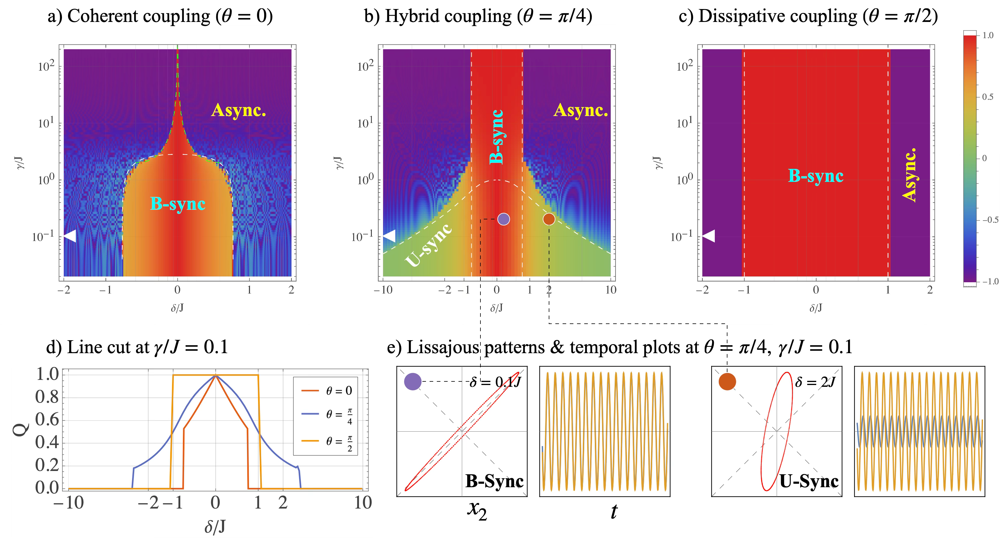 a) Coherent coupling (θ = 0)
b) Hybrid coupling (θ = π/4)
c) Dissipative coupling (θ = π/2)
10²
10¹
10⁰
10⁻¹
γ/J
Async.
B-sync
−2 −1 0 1 2
δ/J
10²
10¹
10⁰
10⁻¹
γ/J
Async.
B-sync
U-sync
−10 −2 −1 0 1 2 10
δ/J
10²
10¹
10⁰
10⁻¹
γ/J
B-sync
Async.
−2 −1 0 1 2
δ/J
1.0
0.5
0
−0.5
−1.0
d) Line cut at γ/J = 0.1
1.0
0.8
0.6
0.4
0.2
0.0
Q
θ = 0
θ = π/4
θ = π/2
−10 −2 −1 0 1 2 10
δ/J
e) Lissajous patterns & temporal plots at θ = π/4, γ/J = 0.1
δ = 0.1J
B-Sync
x₂
t
δ = 2J
U-Sync